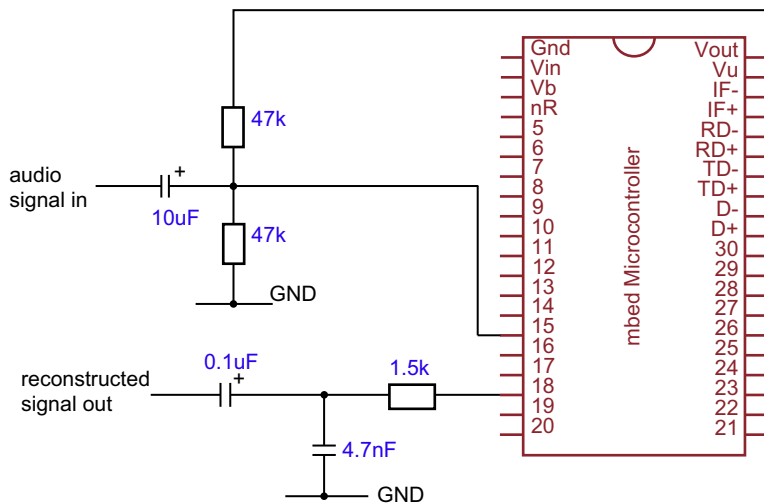 47k
audio
signal in
+
10uF
47k
GND
0.1uF
+
reconstructed
signal out
1.5k
4.7nF
GND
Gnd
Vin
Vb
nR
5
6
7
8
9
10
11
12
13
14
15
16
17
18
19
20
mbed Microcontroller
Vout
Vu
IF-
IF+
RD-
RD+
TD-
TD+
D-
D+
30
29
28
27
26
25
24
23
22
21